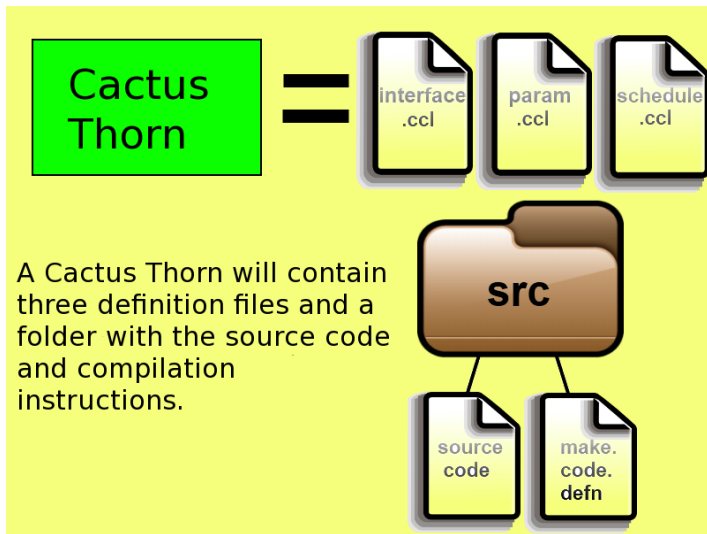 Cactus
Thorn
=
interface
.ccl
param
.ccl
schedule
.ccl
A Cactus Thorn will contain
three definition files and a
folder with the source code
and compilation
instructions.
src
source
code
make.
code.
defn